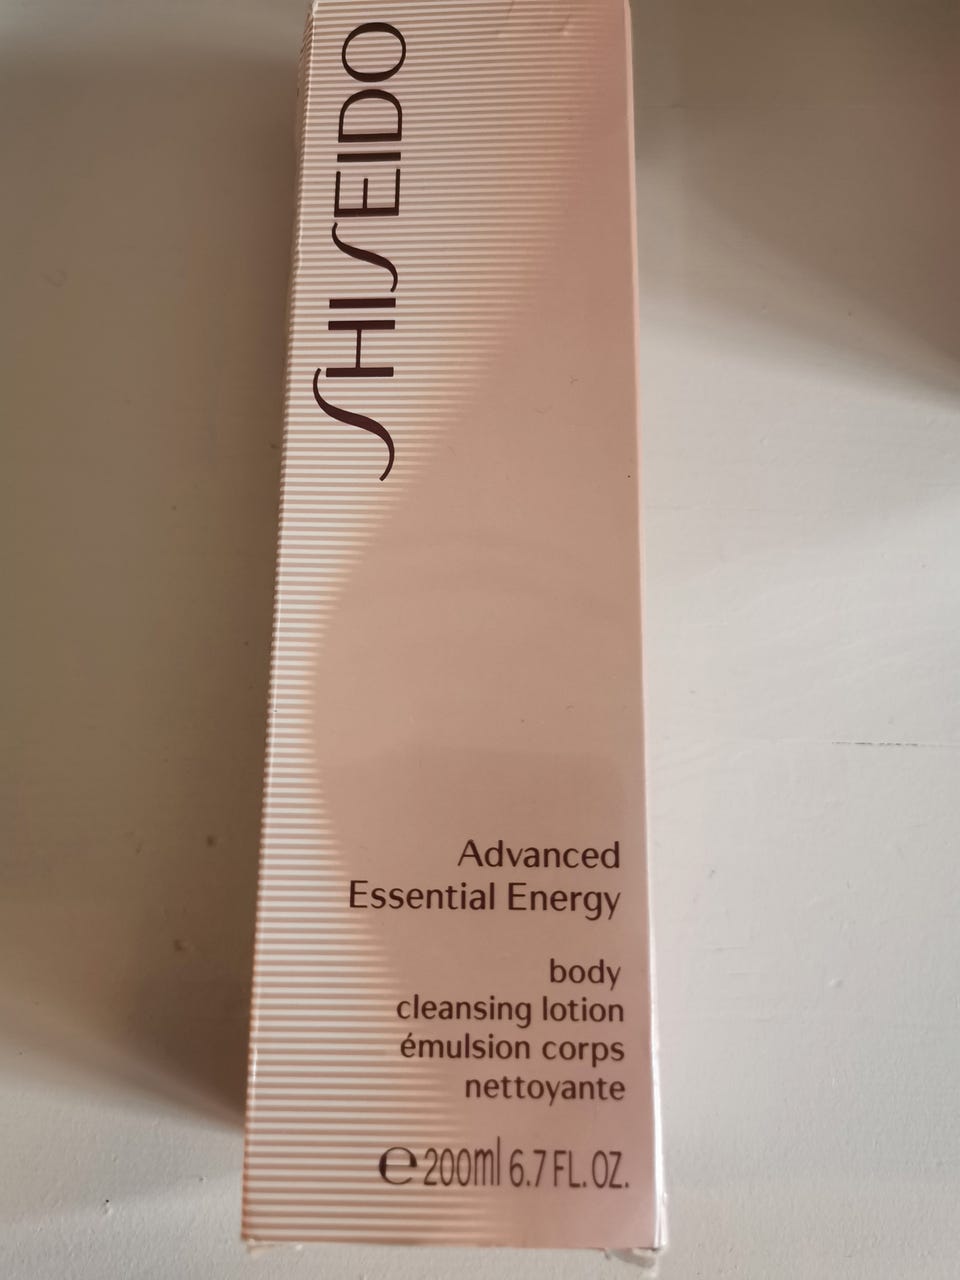 SHISEIDO
Advanced
Essential Energy
body
cleansing lotion
émulsion corps
nettoyante
℮ 200ml 6.7 FL. OZ.